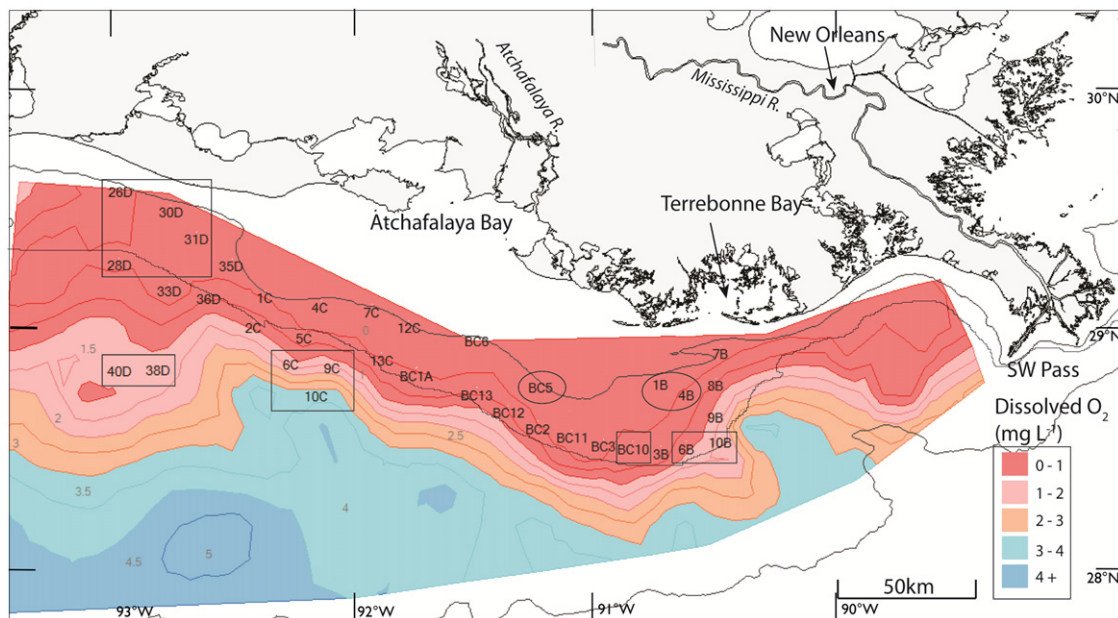 New Orleans
30°N
Atchafalaya R.
Mississippi R.
26D
30D
31D
Atchafalaya Bay
Terrebonne Bay
28D
35D
33D
36D
1C
4C
7C
12C
2C
5C
0
BC6
29°N
1.5
40D
38D
6C
9C
10C
13C
BC1A
BC13
BC5
7B
1B
4B
8B
SW Pass
2
BC12
9B
BC2
BC11
BC3
BC10
3B
6B
10B
3
2.5
3.5
4
4.5
5
Dissolved O2
(mg L-1)
0 - 1
1 - 2
2 - 3
3 - 4
4 +
28°N
50km
93°W
92°W
91°W
90°W